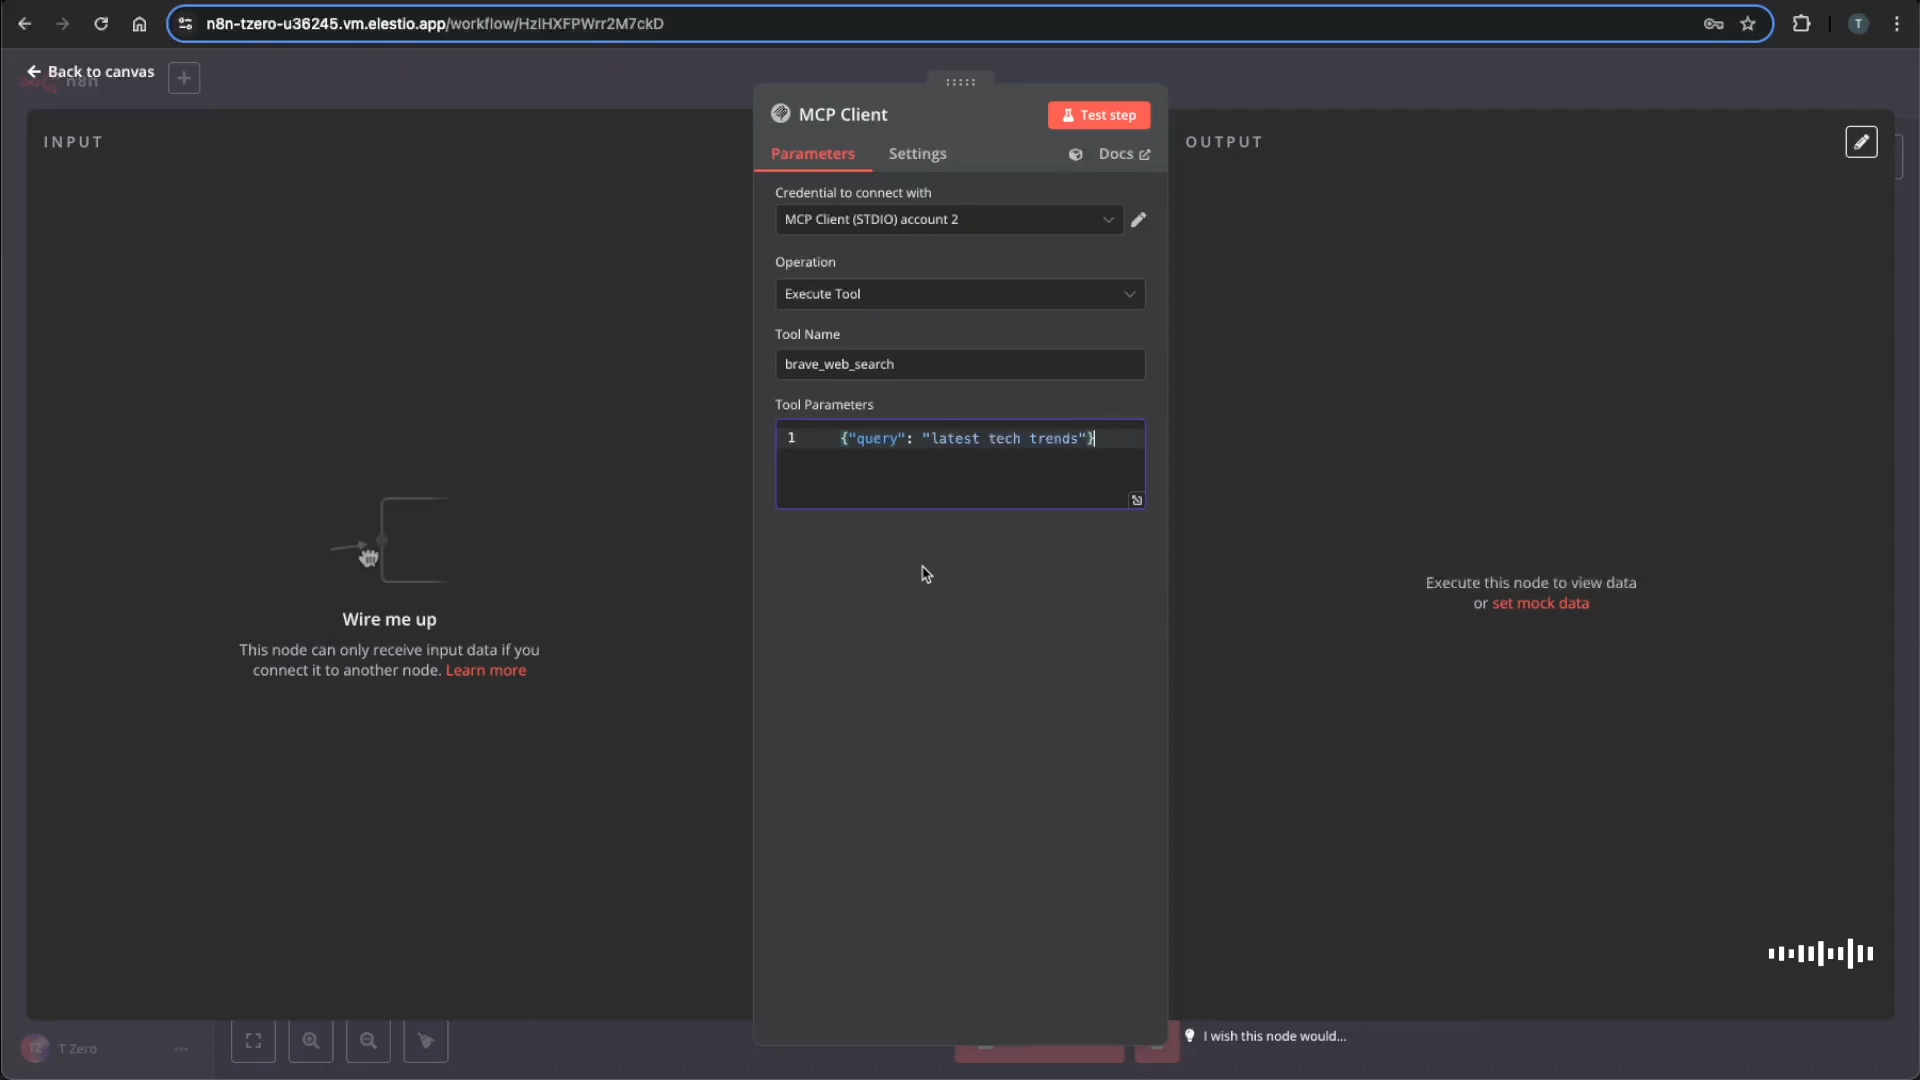 n8n-tzero-u36245.vm.elestio.app/workflow/HzIHXFPWrr2M7ckD
T
Back to canvas
n8n
INPUT
MCP Client
Test step
OUTPUT
Parameters
Settings
Docs
Credential to connect with
MCP Client (STDIO) account 2
Operation
Execute Tool
Tool Name
brave_web_search
Tool Parameters
1 {"query": "latest tech trends"}
Wire me up
This node can only receive input data if you
connect it to another node. Learn more
Execute this node to view data
or set mock data
TZ
T Zero
I wish this node would...